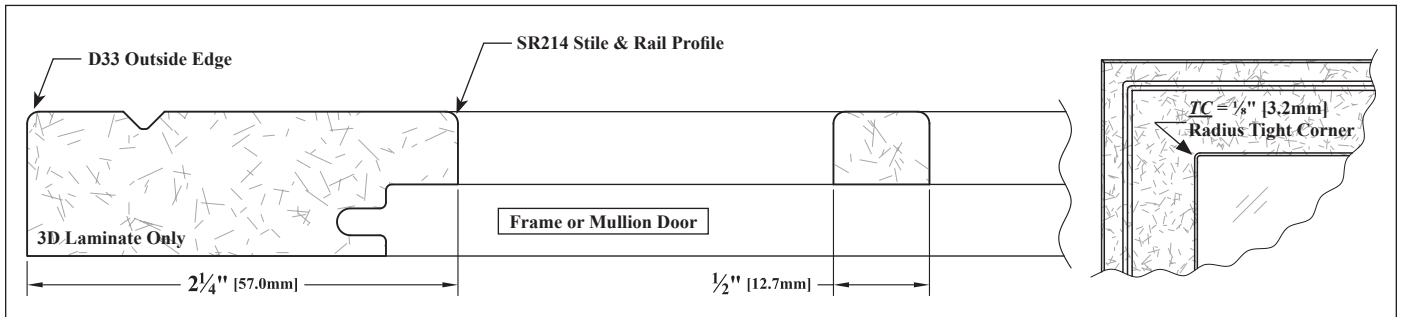 D33 Outside Edge
SR214 Stile & Rail Profile
TC = ⅛" [3,2mm]
Radius Tight Corner
3D Laminate Only
Frame or Mullion Door
2¼" [57.0mm]
½" [12.7mm]